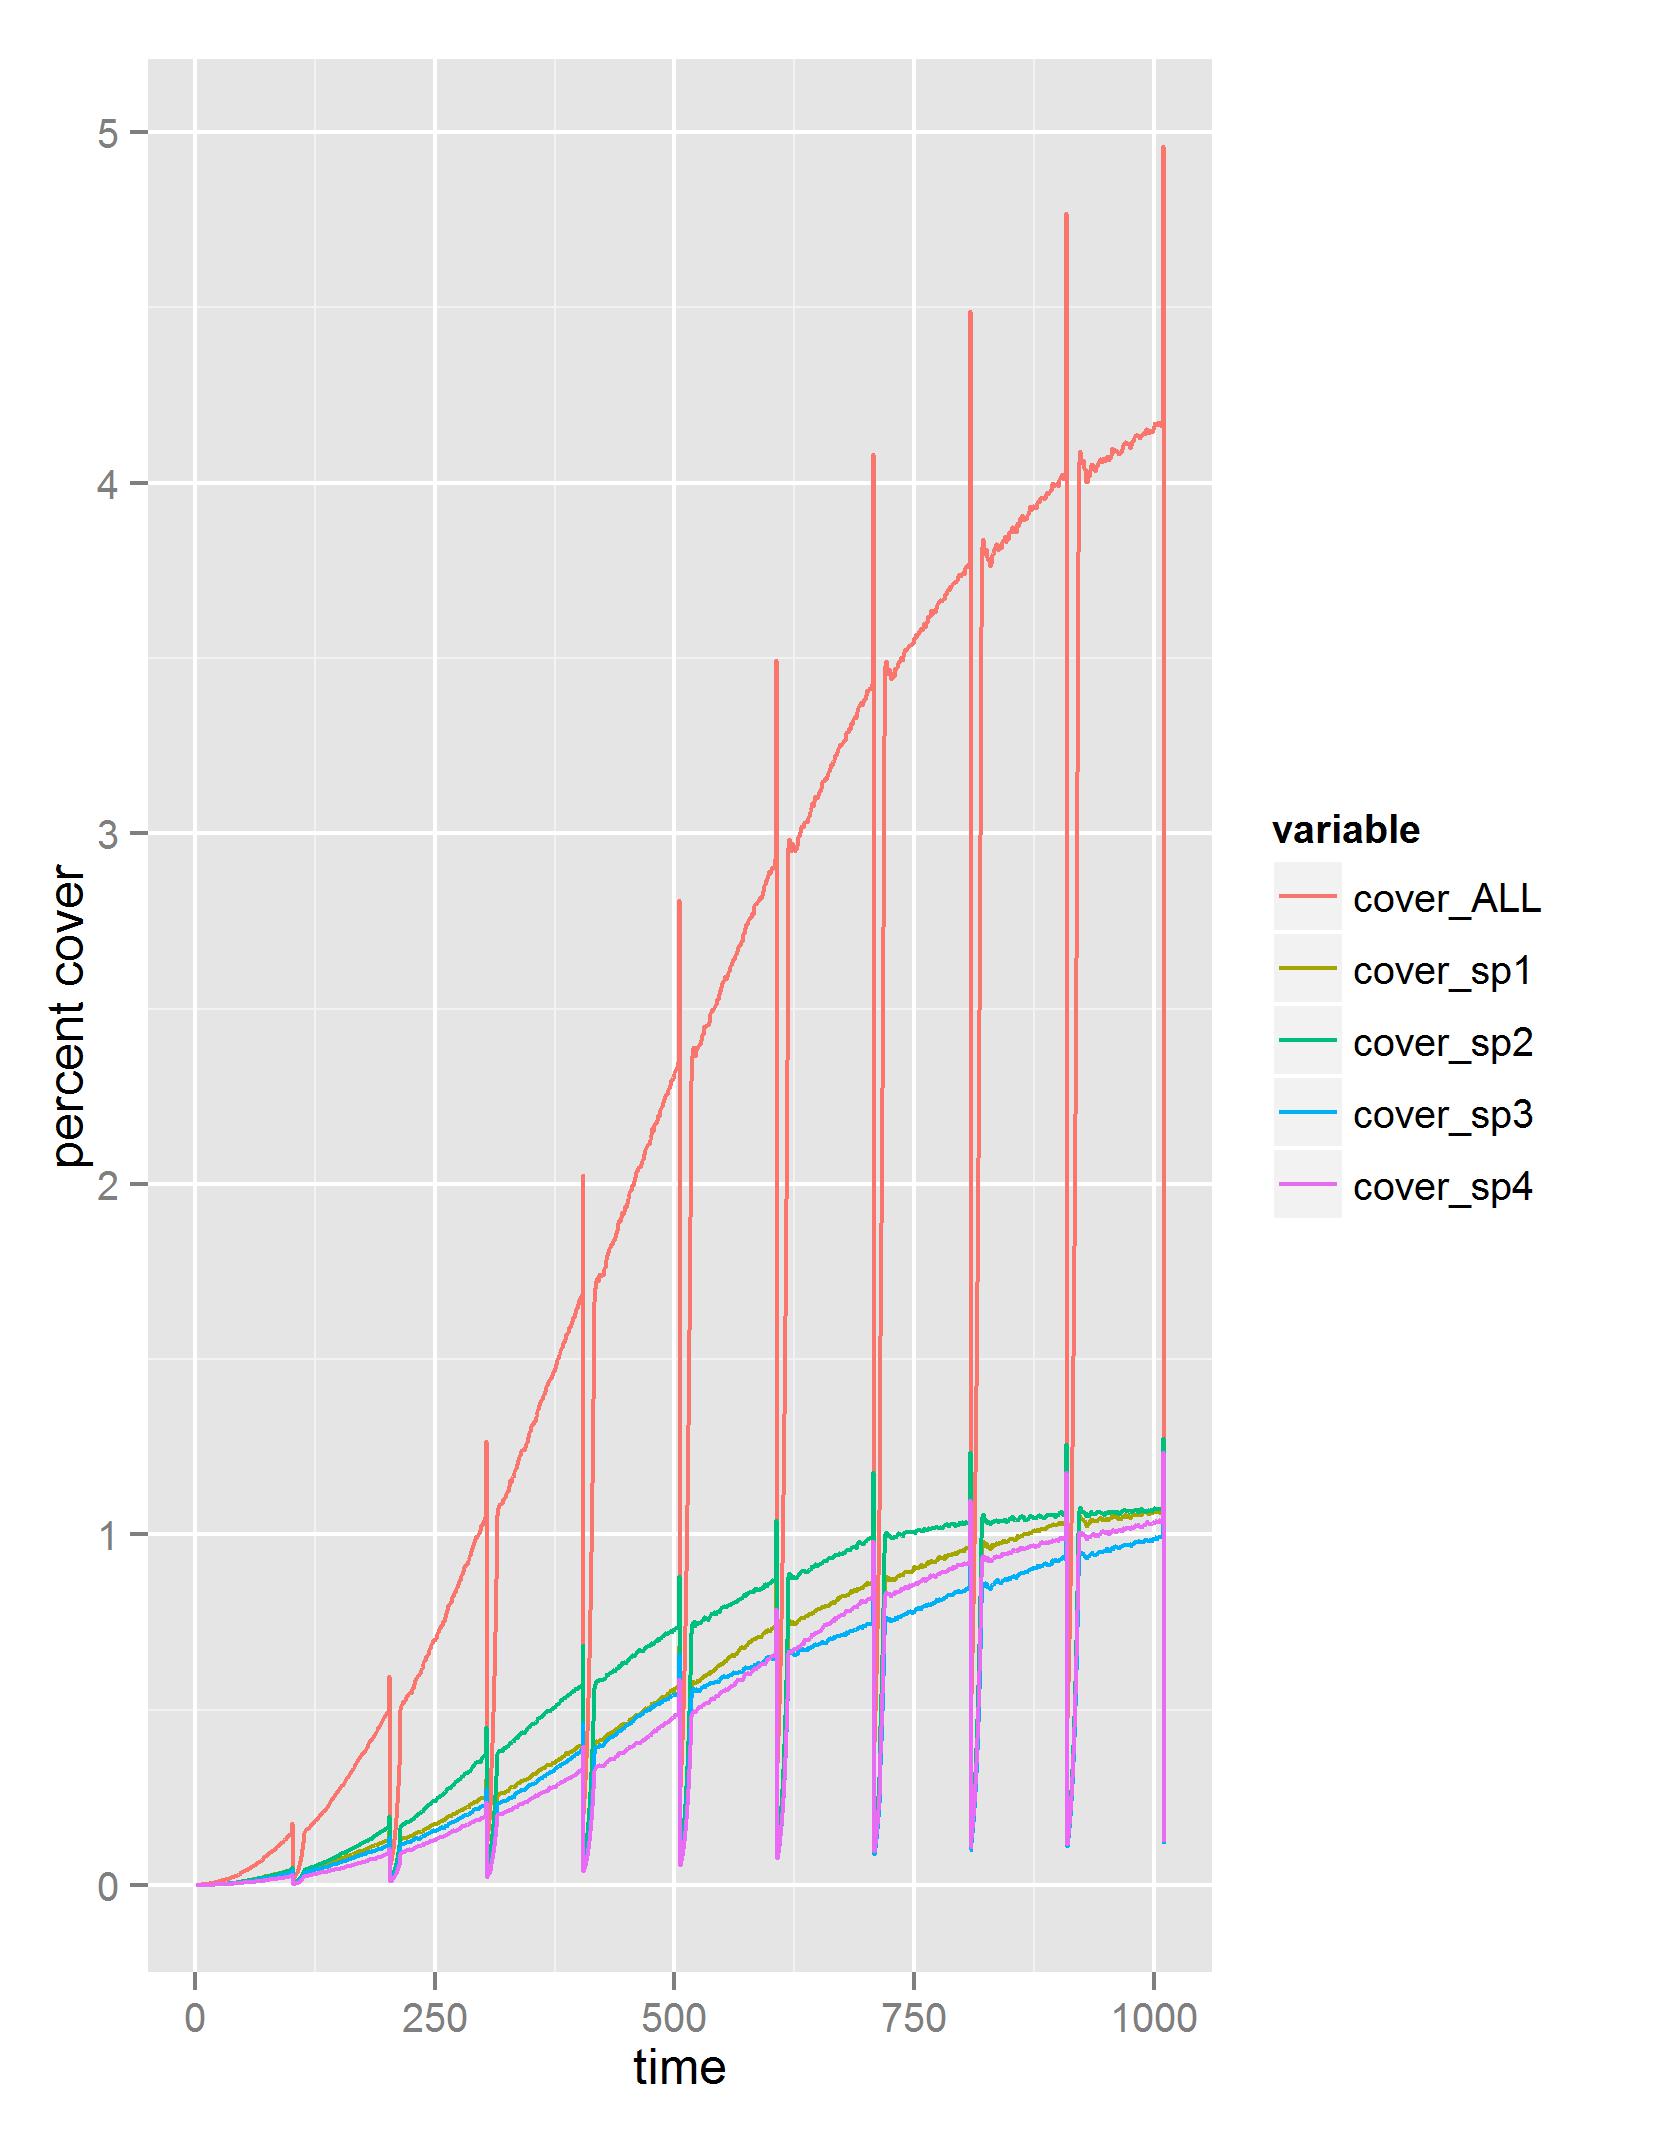 percent cover
5
4
3
2
1
0
0 250 500 750 1000
time
variable
cover_ALL
cover_sp1
cover_sp2
cover_sp3
cover_sp4